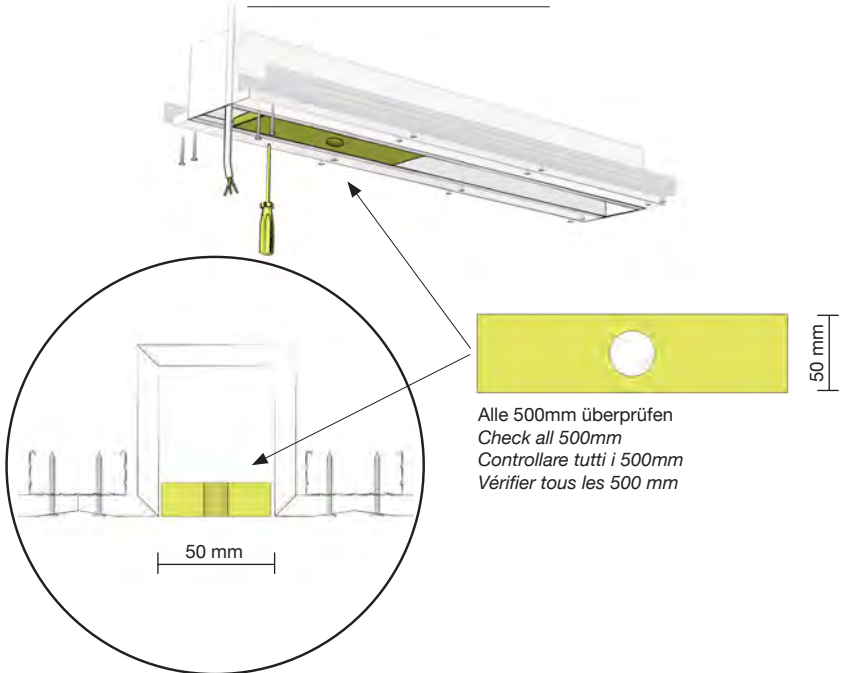 50 mm
Alle 500mm überprüfen
Check all 500mm
Controllare tutti i 500mm
Vérifier tous les 500 mm
50 mm